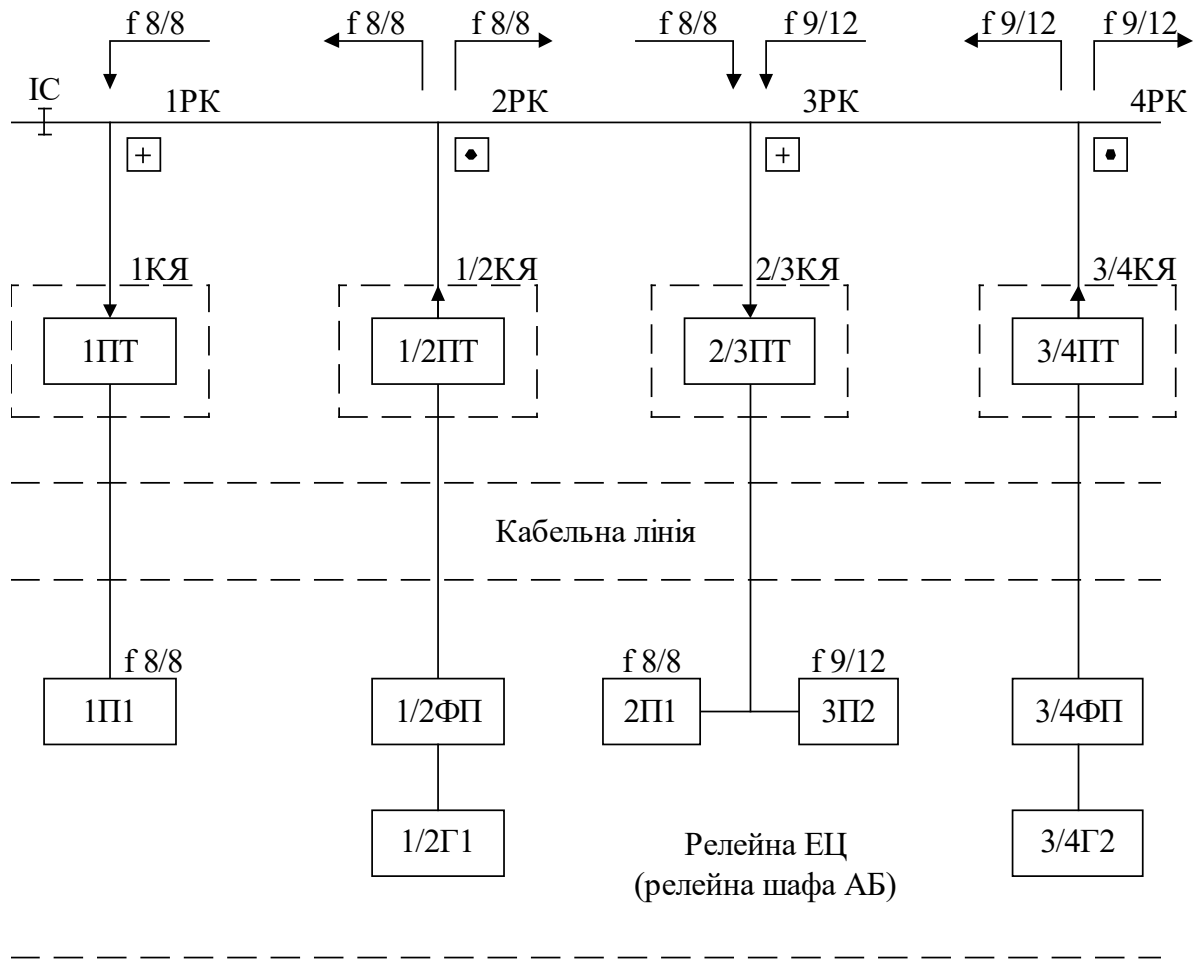 f 8/8
f 8/8
f 8/8
f 8/8
f 9/12
f 9/12
f 9/12
ІС
1РК
2РК
3РК
4РК
1КЯ
1/2КЯ
2/3КЯ
3/4КЯ
1ПТ
1/2ПТ
2/3ПТ
3/4ПТ
Кабельна лінія
f 8/8
f 8/8
f 9/12
1П1
1/2ФП
2П1
3П2
3/4ФП
1/2Г1
3/4Г2
Релейна ЕЦ
(релейна шафа АБ)